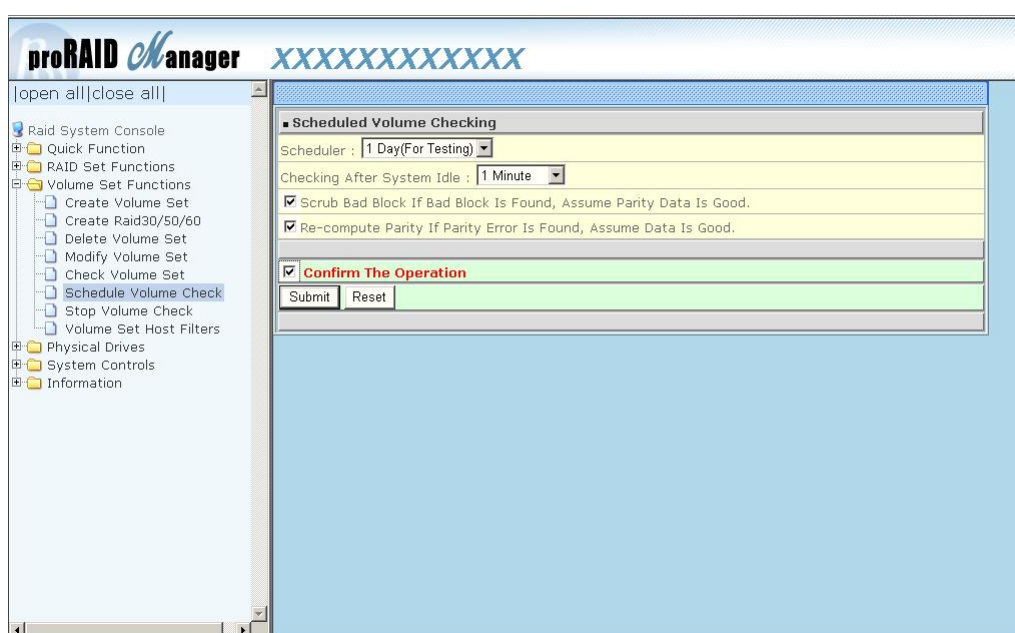 proRAID Manager XXXXXXXXXXXX
|open all|close all|
Raid System Console
Quick Function
RAID Set Functions
Volume Set Functions
Create Volume Set
Create Raid30/50/60
Delete Volume Set
Modify Volume Set
Check Volume Set
Schedule Volume Check
Stop Volume Check
Volume Set Host Filters
Physical Drives
System Controls
Information
Scheduled Volume Checking
Scheduler : 1 Day(For Testing)
Checking After System Idle : 1 Minute
Scrub Bad Block If Bad Block Is Found, Assume Parity Data Is Good.
Re-compute Parity If Parity Error Is Found, Assume Data Is Good.
Confirm The Operation
Submit Reset